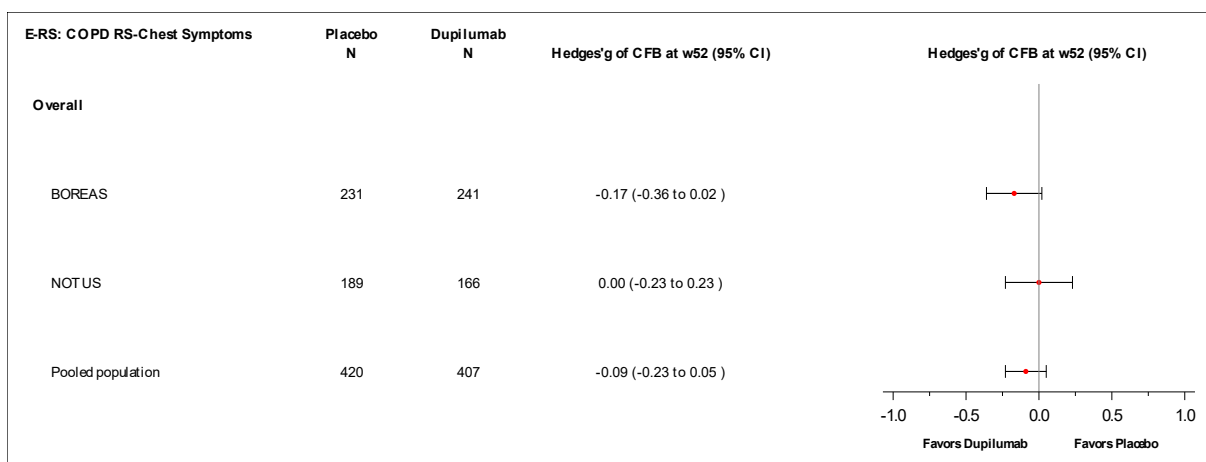 E-RS: COPD RS-Chest Symptoms Placebo N Dupilumab N Hedges'g of CFB at w52 (95% CI) Hedges'g of CFB at w52 (95% CI)
Overall
BOREAS 231 241 -0.17 (-0.36 to 0.02 )
NOTUS 189 166 0.00 (-0.23 to 0.23 )
Pooled population 420 407 -0.09 (-0.23 to 0.05 )
-1.0 -0.5 0.0 0.5 1.0
Favors Dupilumab Favors Placebo